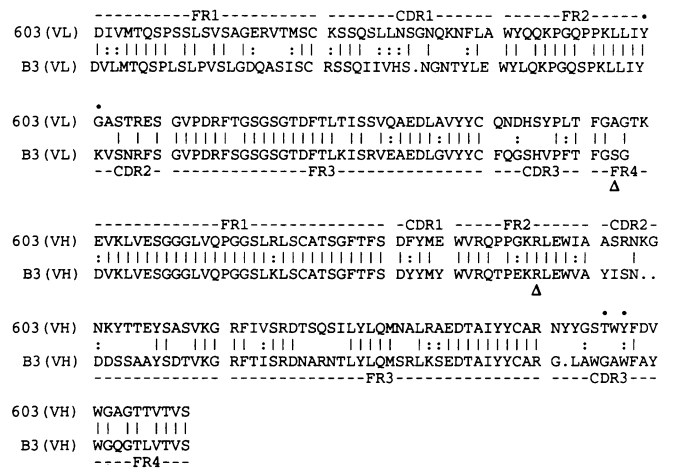 -----------FR1------------ -------CDR1------ ------FR2------•
603(VL) DIVMTQSPSSLSVSAGERVTMSC KSSQSLLNSGNQKNFLA WYQQKPGQPPKLLIY
B3(VL) DVLMTQSPLSLPVSLGDQASISC RSSQIIVHS.NGNTYLE WYLQKPGQSPKLLIY
•
603(VL) GASTRES GVPDRFTGSGSGTDFTLTISSVQAEDLAVYYC QNDHSYPLT FGAGTK
B3(VL) KVSNRFS GVPDRFSGSGSGTDFTLKISRVEAEDLGVYYC FQGSHVPFT FGSG
--CDR2--- --------------FR3-------------- ---CDR3--- -FR4-
Δ
-------------FR1-------------- -CDR1- -----FR2------ --CDR2-
603(VH) EVKLVESGGGLVQPGGSLRLSCATSGFTFS DFYME WVRQPPGKRLEWIA ASRNKG
B3(VH) DVKLVESGGGLVQPGGSLKLSCATSGFTFS DYYMY WVRQTPEKRLEWVA YISN..
Δ
• •
603(VH) NKYTTEYSASVKG RFIVSRDTSQSILYLQMNALRAEDTAIYYCAR NYYGSTWYFDV
B3(VH) DDSSAAYSDTVKG RFTISRDNARNTLYLQMSRLKSEDTAIYYCAR G.LAWGAWFAY
------------- ---------------FR3--------------- ----CDR3---
603(VH) WGAGTTVTVS
B3(VH) WGQGTLVTVS
----FR4---